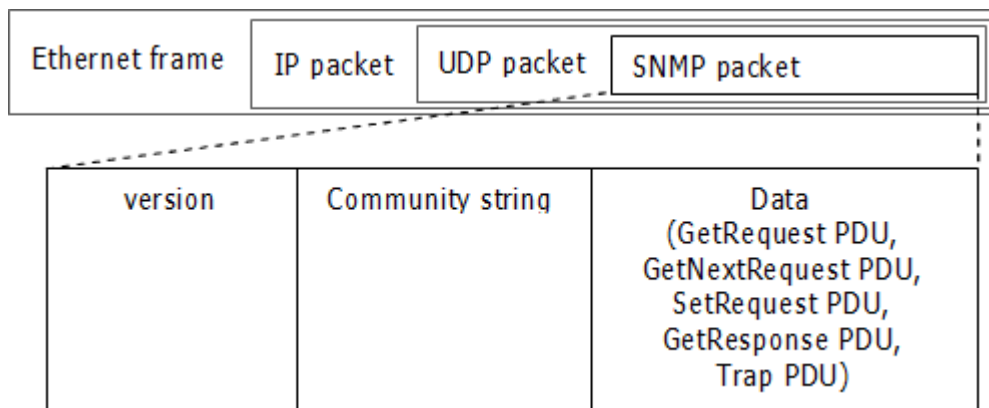 Ethernet frame
IP packet
UDP packet
SNMP packet
version
Community string
Data
(GetRequest PDU,
GetNextRequest PDU,
SetRequest PDU,
GetResponse PDU,
Trap PDU)